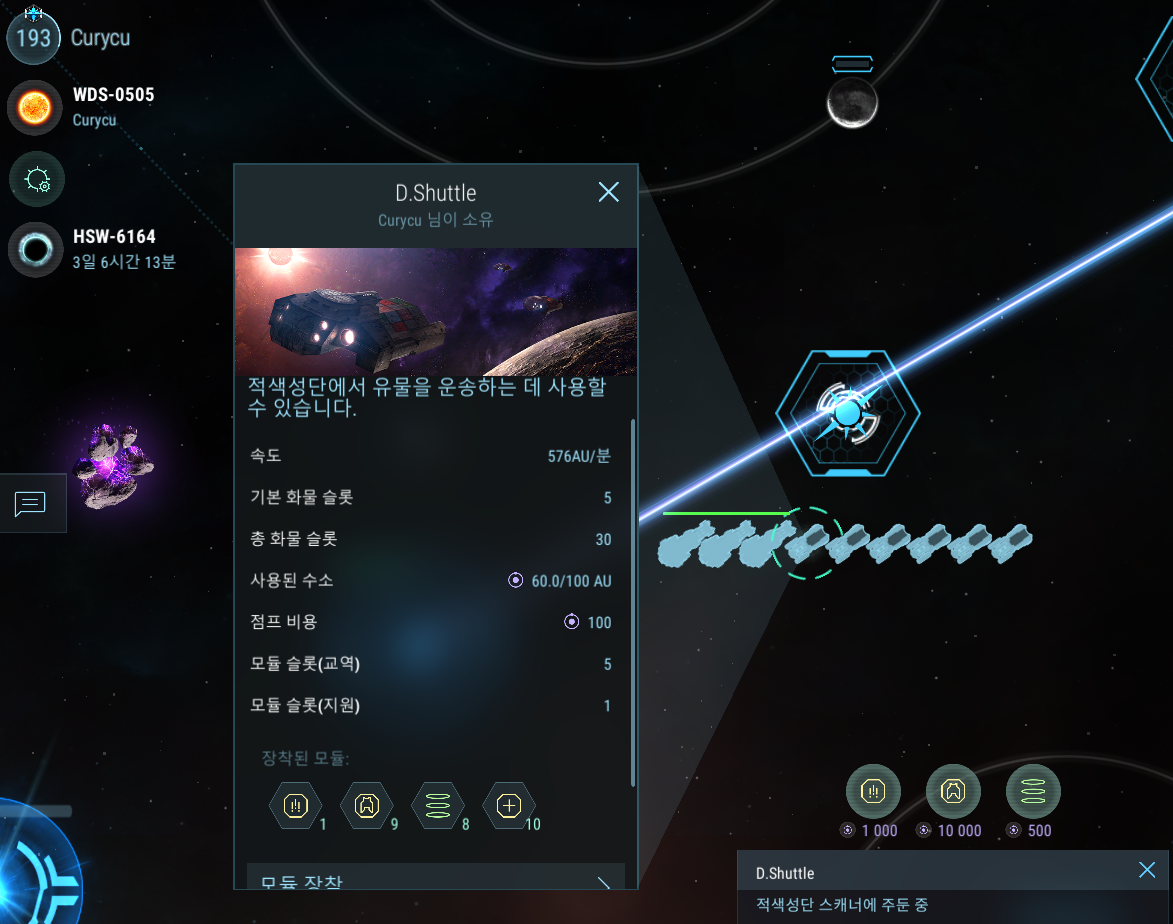 193
Curycu
WDS-0505
Curycu
HSW-6164
3일 6시간 13분
D.Shuttle
Curycu 님이 소유
적색성단에서 유물을 운송하는 데 사용할
수 있습니다.
속도 576AU/분
기본 화물 슬롯 5
총 화물 슬롯 30
사용된 수소 60.0/100 AU
점프 비용 100
모듈 슬롯(교역) 5
모듈 슬롯(지원) 1
장착된 모듈:
1 9 8 10
모듈 장착
1 000 10 000 500
D.Shuttle
적색성단 스캐너에 주둔 중